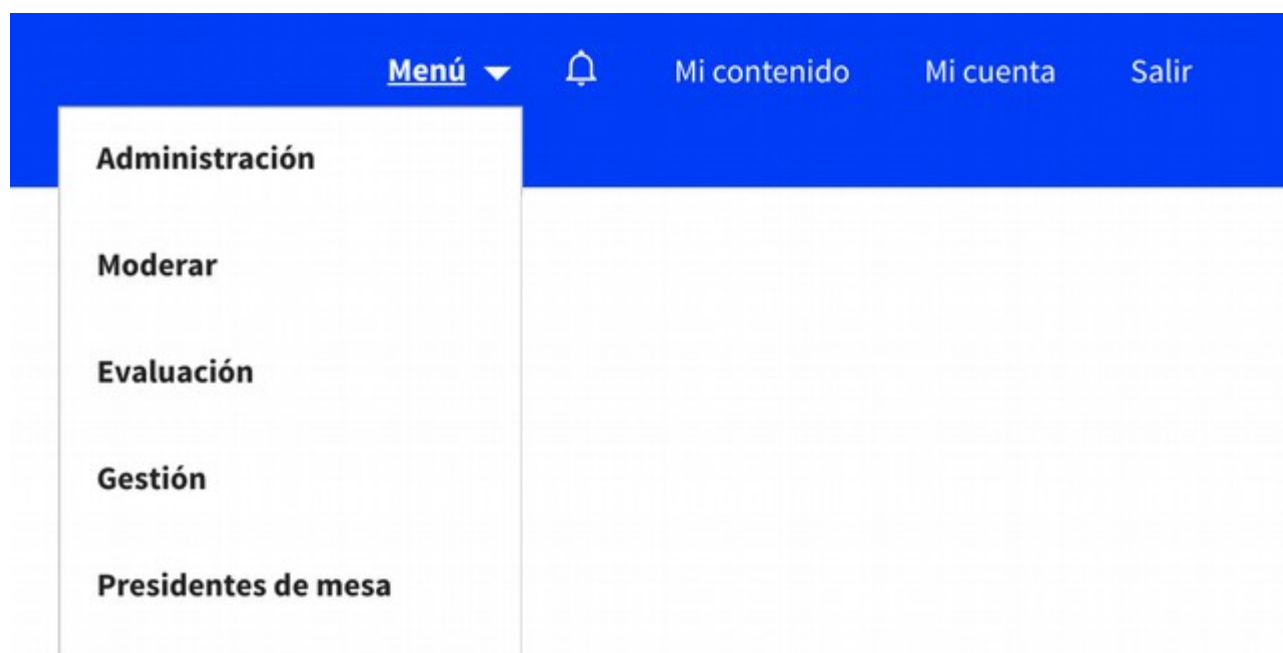 Menú Mi contenido Mi cuenta Salir
Administración
Moderar
Evaluación
Gestión
Presidentes de mesa